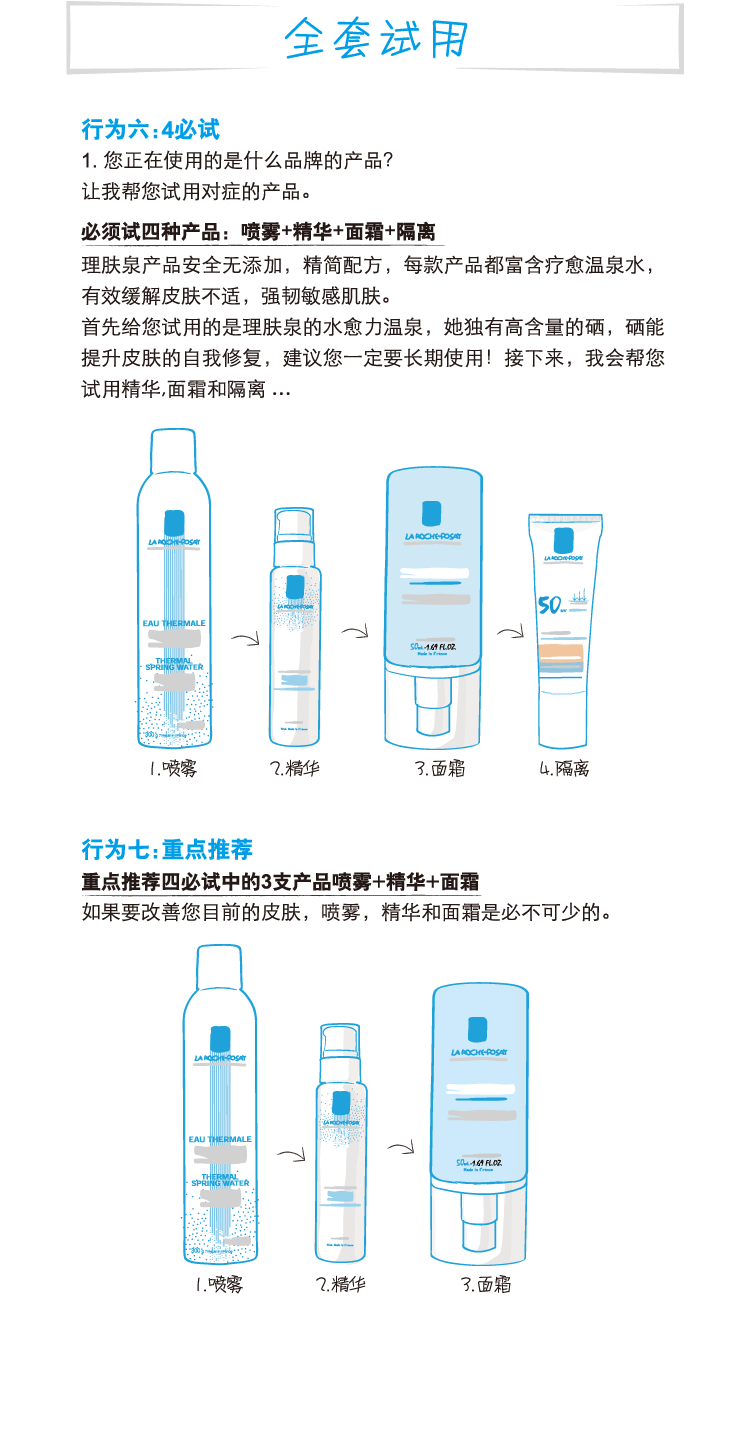 全套试用
行为六:4必试
1. 您正在使用的是什么品牌的产品？
让我帮您试用对症的产品。
必须试四种产品：喷雾+精华+面霜+隔离
理肤泉产品安全无添加，精简配方，每款产品都富含疗愈温泉水，
有效缓解皮肤不适，强韧敏感肌肤。
首先给您试用的是理肤泉的水愈力温泉，她独有高含量的硒，硒能
提升皮肤的自我修复，建议您一定要长期使用！接下来，我会帮您
试用精华,面霜和隔离 ...
LA ROCHE-POSAY
EAU THERMALE
THERMAL
SPRING WATER
300g
LA ROCHE-POSAY
LA ROCHE-POSAY
50mL 1.69 FL.OZ.
Made in France
LA ROCHE-POSAY
50
1.喷雾
2.精华
3.面霜
4.隔离
行为七:重点推荐
重点推荐四必试中的3支产品喷雾+精华+面霜
如果要改善您目前的皮肤，喷雾，精华和面霜是必不可少的。
LA ROCHE-POSAY
EAU THERMALE
THERMAL
SPRING WATER
300g
LA ROCHE-POSAY
LA ROCHE-POSAY
50mL 1.69 FL.OZ.
Made in France
1.喷雾
2.精华
3.面霜